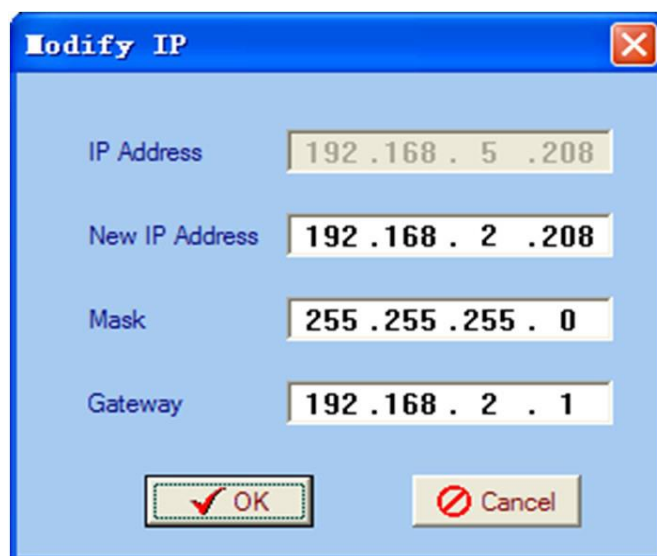 Modify IP
IP Address 192 .168 . 5 .208
New IP Address 192 .168 . 2 .208
Mask 255 .255 .255 . 0
Gateway 192 .168 . 2 . 1
OK Cancel